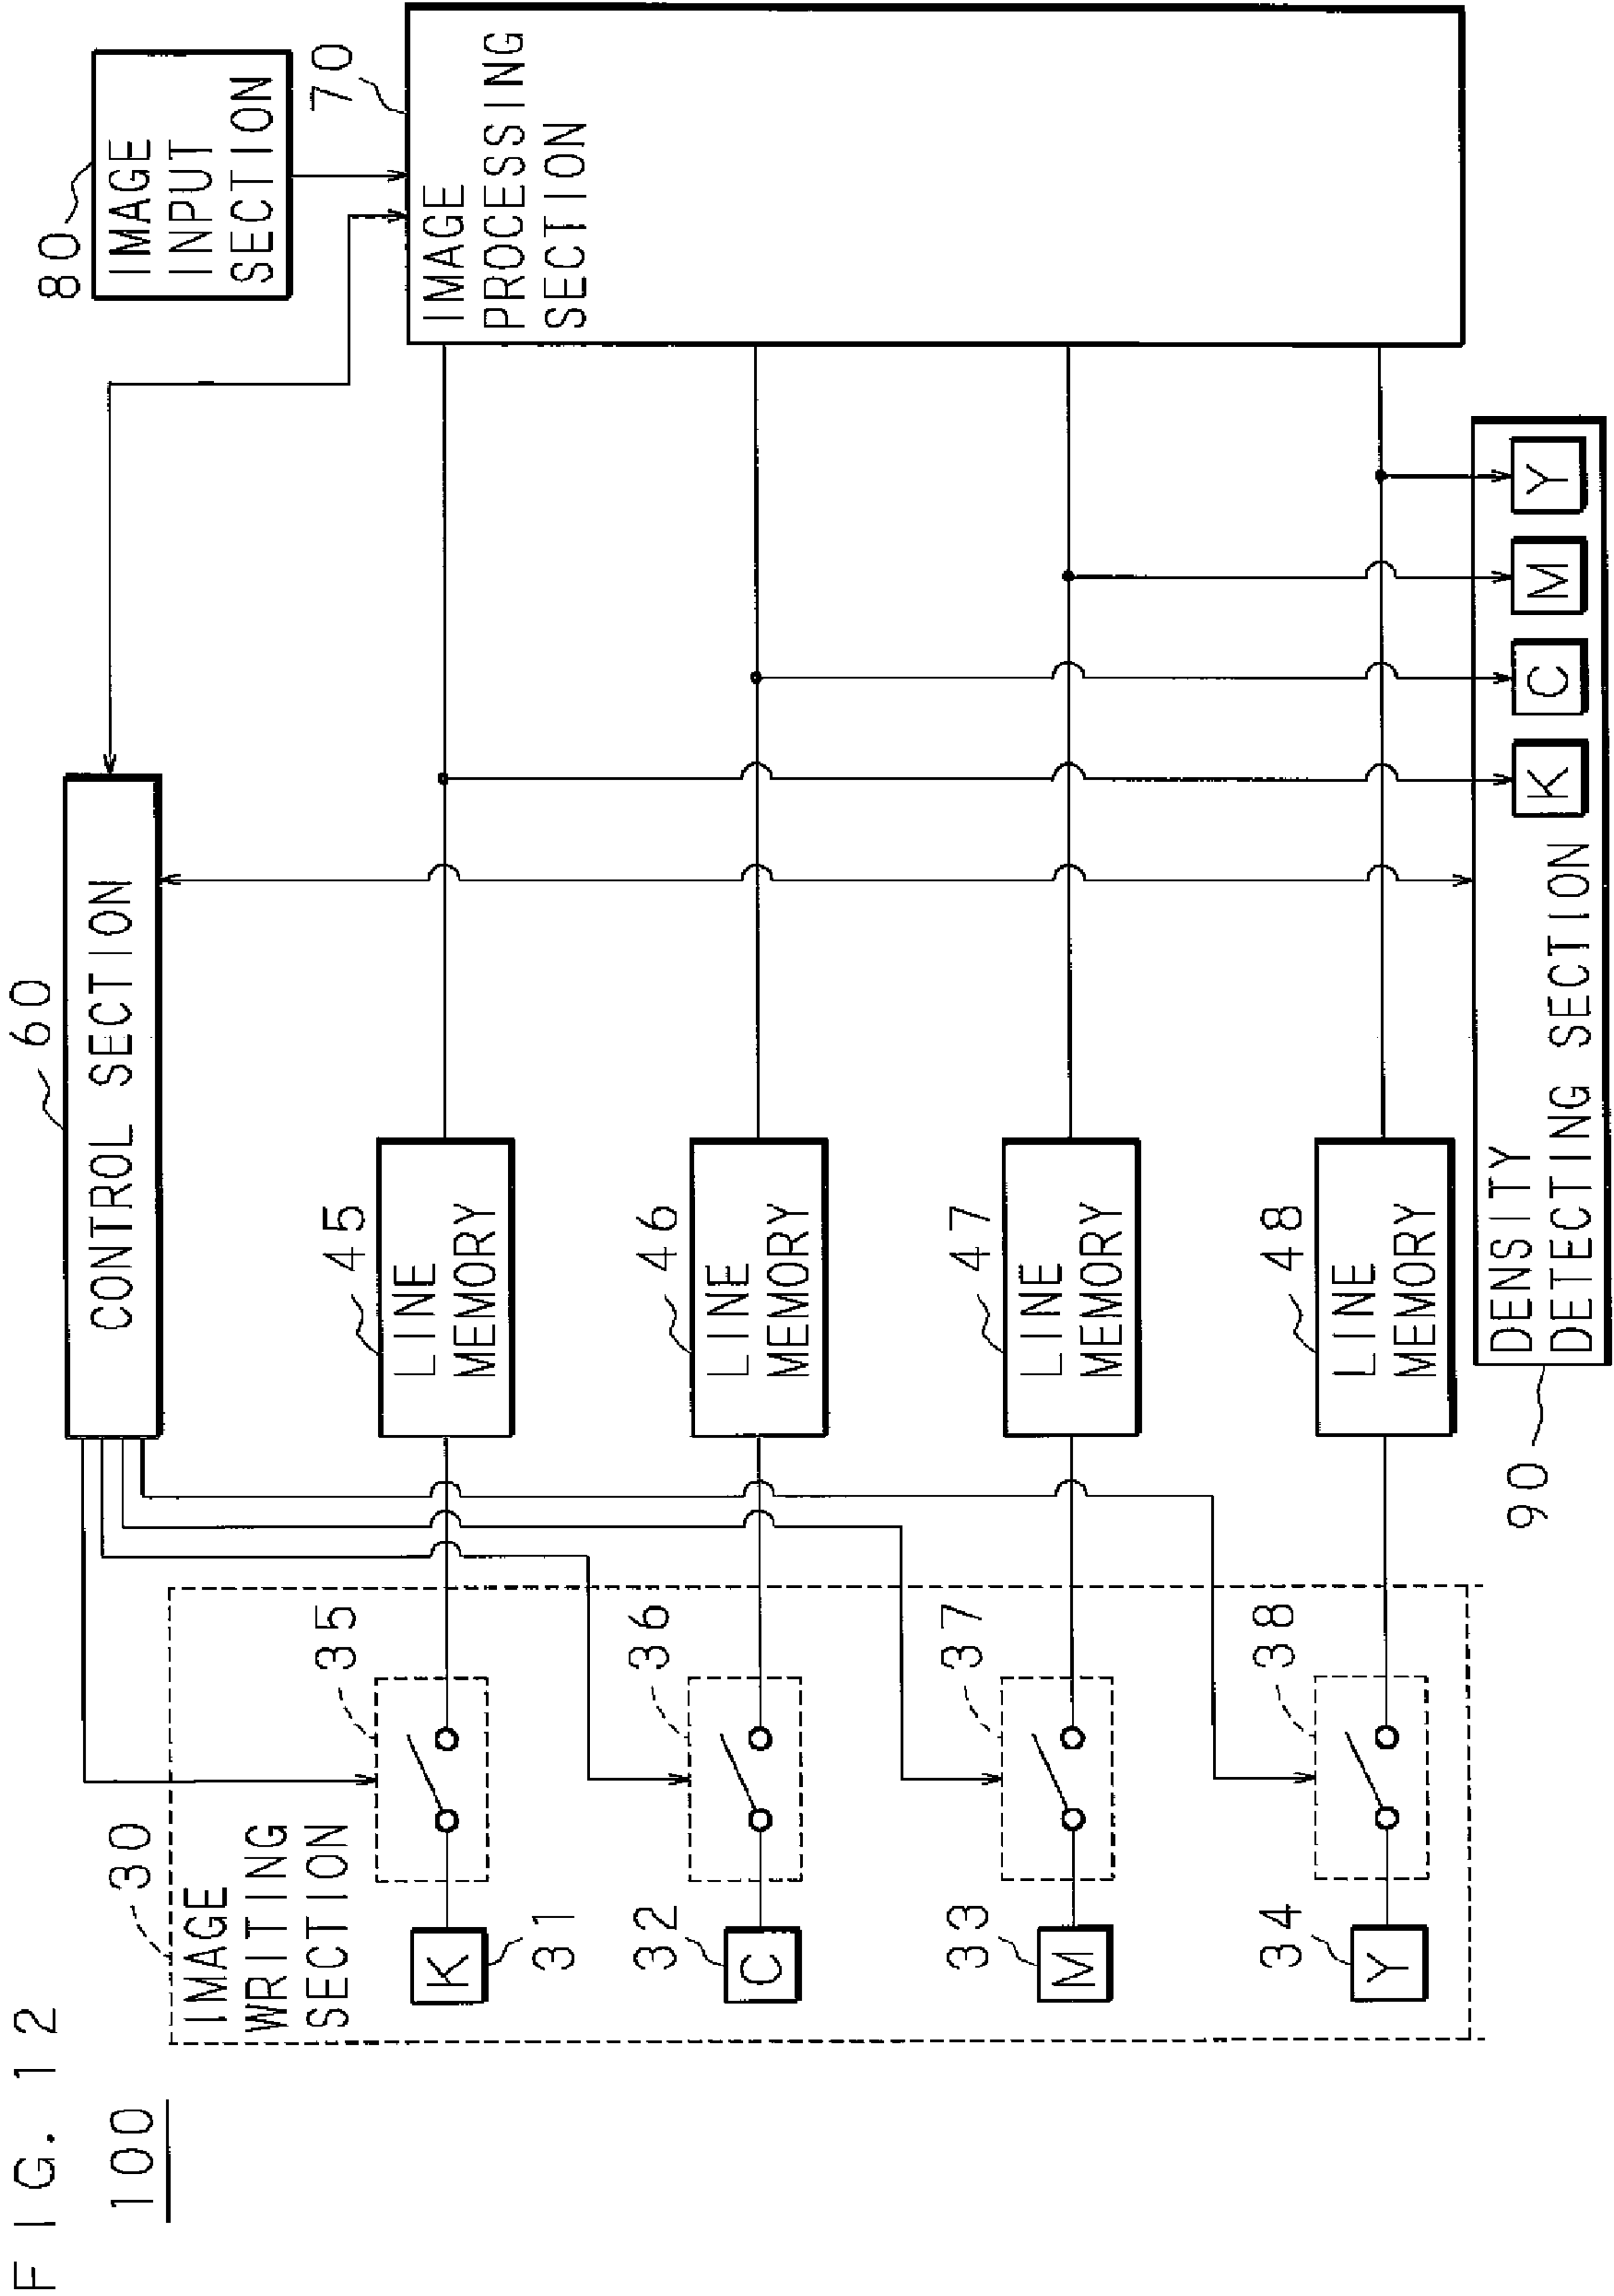 FIG. 12
100
30
IMAGE
WRITING
SECTION
60
CONTROL SECTION
80
IMAGE
INPUT
SECTION
70
IMAGE
PROCESSING
SECTION
K
31
35
45
LINE
MEMORY
C
32
36
46
LINE
MEMORY
M
33
37
47
LINE
MEMORY
Y
34
38
48
LINE
MEMORY
90
DENSITY
DETECTING SECTION
K
C
M
Y